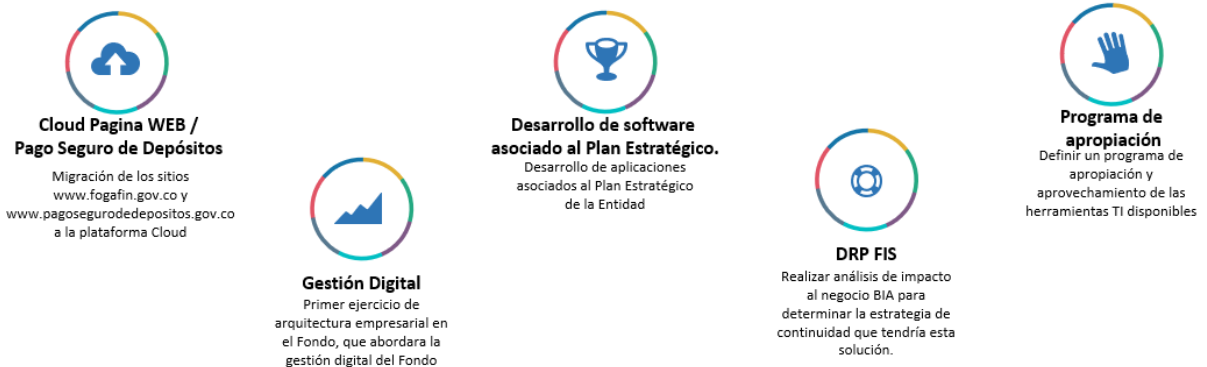 Cloud Pagina WEB /
Pago Seguro de Depósitos
Migración de los sitios
www.fogafin.gov.co y
www.pagosegurodedepositos.gov.co
a la plataforma Cloud
Gestión Digital
Primer ejercicio de
arquitectura empresarial en
el Fondo, que abordara la
gestión digital del Fondo
Desarrollo de software
asociado al Plan Estratégico.
Desarrollo de aplicaciones
asociados al Plan Estratégico
de la Entidad
DRP FIS
Realizar análisis de impacto
al negocio BIA para
determinar la estrategia de
continuidad que tendría esta
solución.
Programa de
apropiación
Definir un programa de
apropiación y
aprovechamiento de las
herramientas TI disponibles